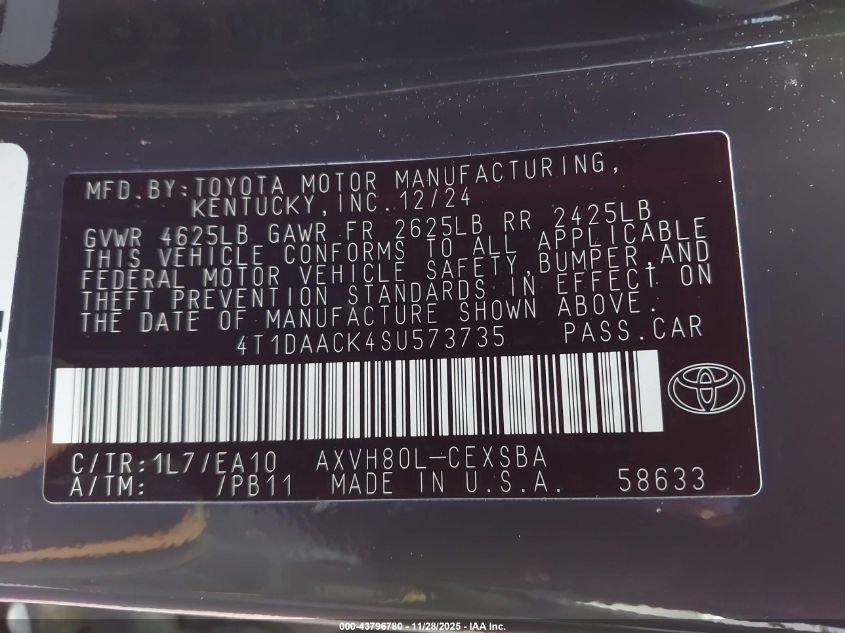 MFD.BY:TOYOTA MOTOR MANUFACTURING,
KENTUCKY,INC.12/24
GVWR 4625LB GAWR FR 2625LB RR 2425LB
THIS VEHICLE CONFORMS TO ALL APPLICABLE
FEDERAL MOTOR VEHICLE SAFETY,BUMPER,AND
THEFT PREVENTION STANDARDS IN EFFECT ON
THE DATE OF MANUFACTURE SHOWN ABOVE.
4T1DAACK4SU573735 PASS.CAR
C/TR:1L7/EA10 AXVH80L-CEXSBA
A/TM: /PB11 MADE IN U.S.A. 58633
000-43796780 - 11/28/2025 - IAA Inc.